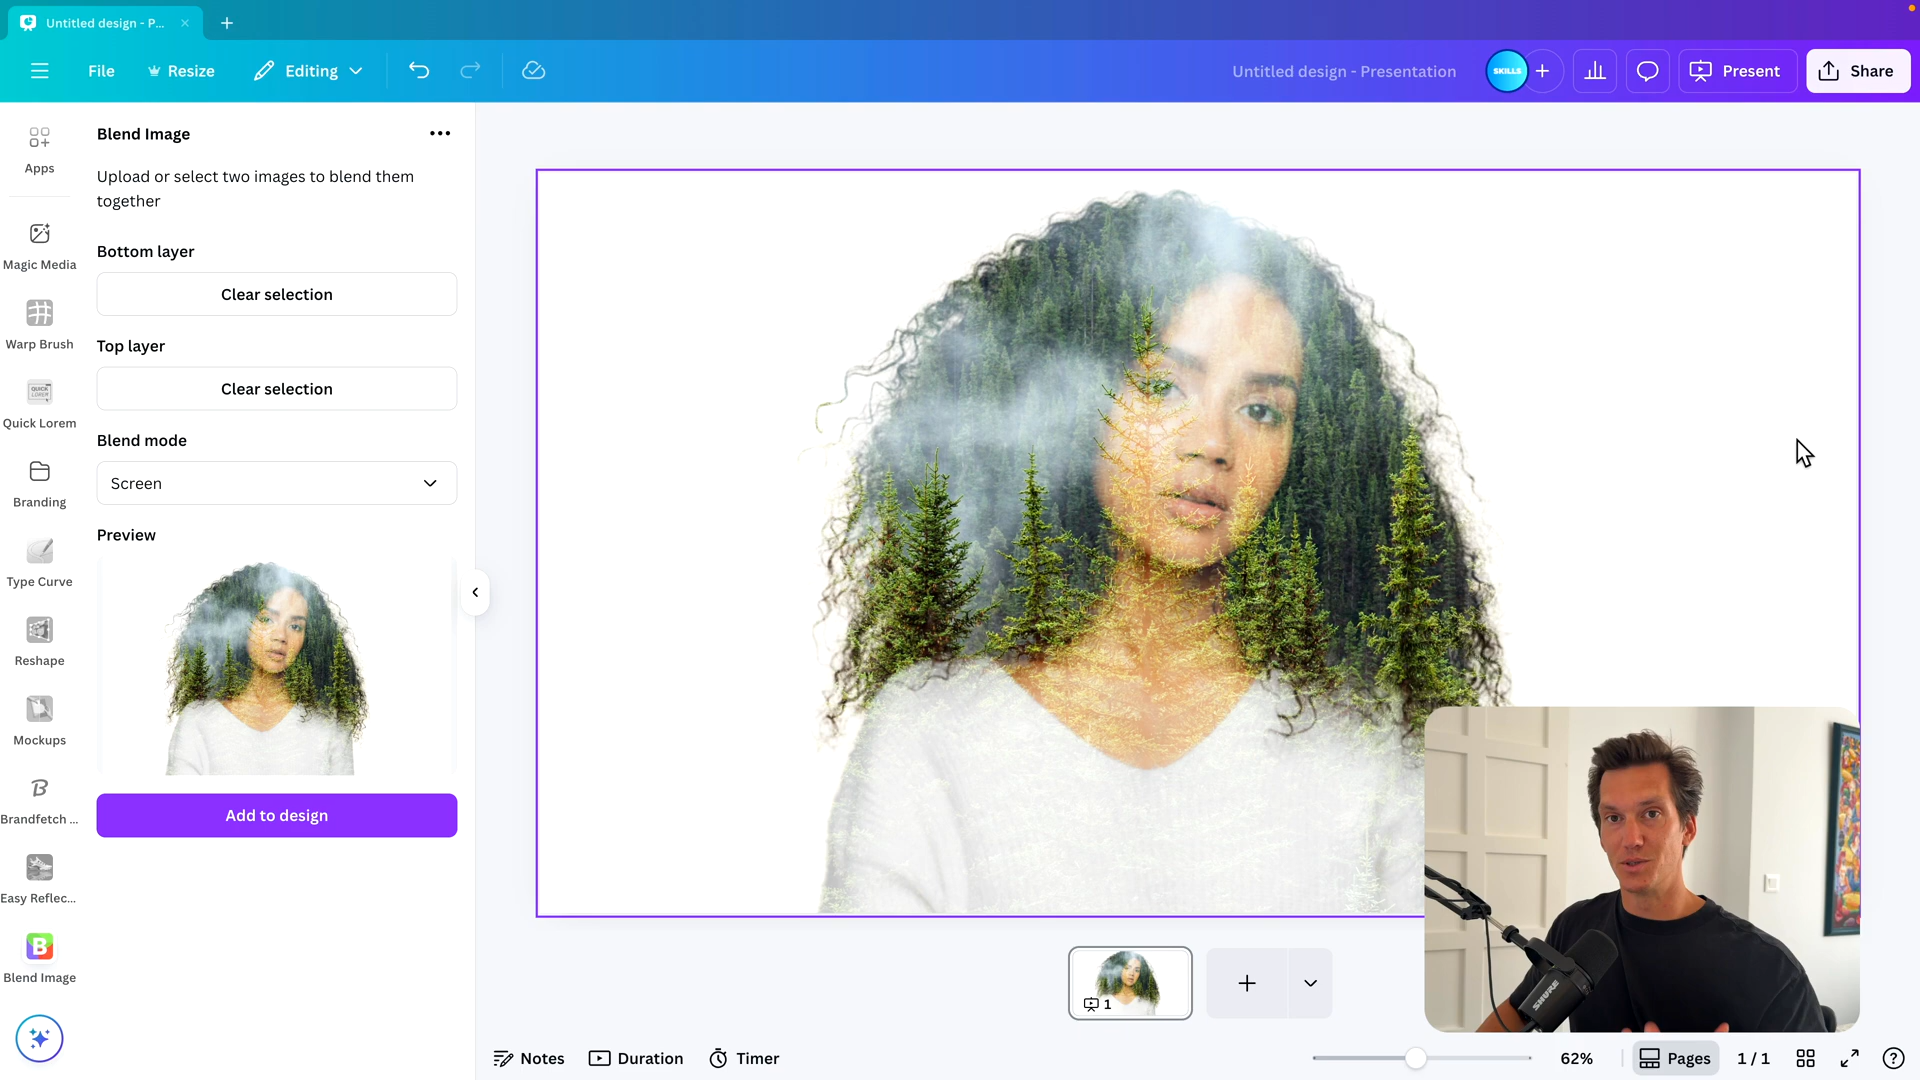 Untitled design - P...
File
Resize
Editing
Untitled design - Presentation
SKILLS
Present
Share
Apps
Magic Media
Warp Brush
QUICK
LOREM
Quick Lorem
Branding
Type Curve
Reshape
Mockups
Brandfetch ...
Easy Reflec...
B
Blend Image
Blend Image
Upload or select two images to blend them
together
Bottom layer
Clear selection
Top layer
Clear selection
Blend mode
Screen
Preview
Add to design
1
SHURE
Notes
Duration
Timer
62%
Pages
1 / 1